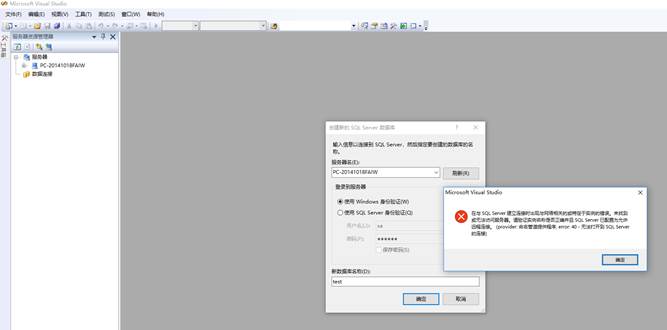 Microsoft Visual Studio
文件(F) 编辑(E) 视图(V) 工具(T) 测试(S) 窗口(W) 帮助(H)
服务器资源管理器
工具箱
服务器
PC-20141018FAIW
数据连接
创建新的 SQL Server 数据库
输入信息以连接到 SQL Server，然后指定要创建的数据库的名称。
服务器名(E):
PC-20141018FAIW
刷新(R)
登录到服务器
使用 Windows 身份验证(W)
使用 SQL Server 身份验证(Q)
用户名(U):
sa
密码(P):
******
保存密码(S)
新数据库名称(D):
test
确定
取消
Microsoft Visual Studio
在与 SQL Server 建立连接时出现与网络相关的或特定于实例的错误。未找到
或无法访问服务器。请验证实例名称是否正确并且 SQL Server 已配置为允许
远程连接。 (provider: 命名管道提供程序, error: 40 - 无法打开到 SQL Server
的连接)
确定